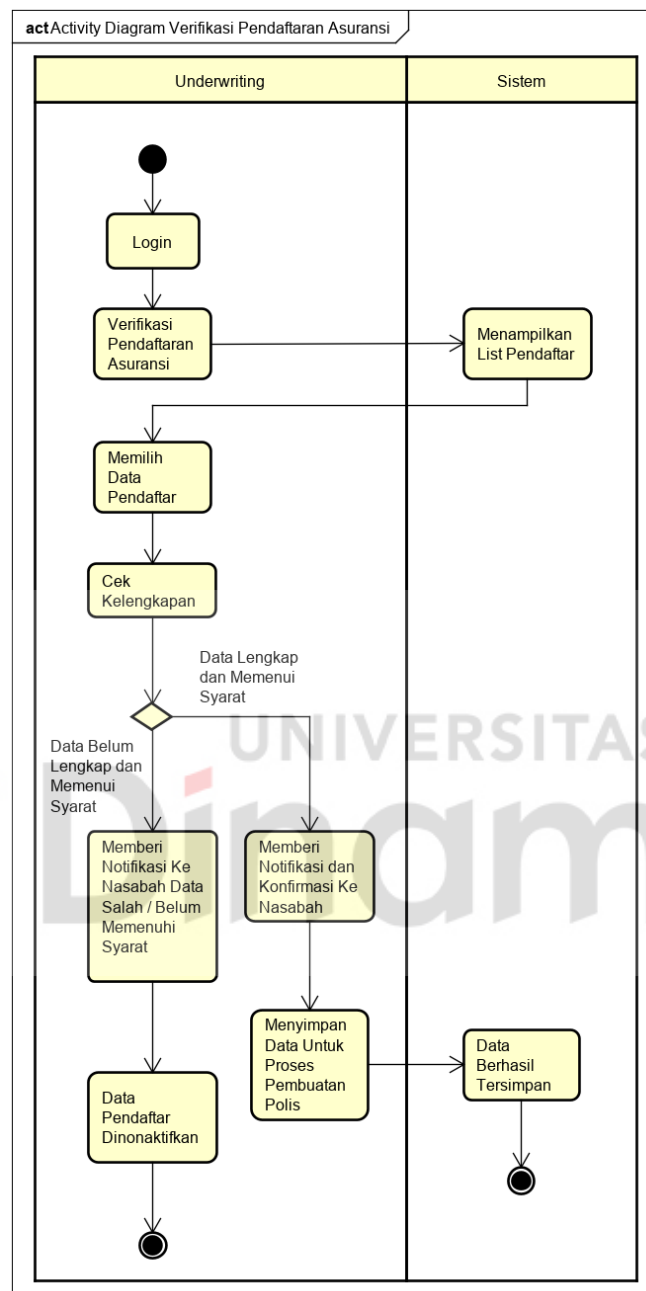 act Activity Diagram Verifikasi Pendaftaran Asuransi
Underwriting
Sistem
Login
Verifikasi
Pendaftaran
Asuransi
Menampilkan
List Pendaftar
Memilih
Data
Pendaftar
Cek
Kelengkapan
Data Lengkap
dan Memenui
Syarat
Data Belum
Lengkap dan
Memenui
Syarat
UNIVERSITAS
Dinam
Memberi
Notifikasi Ke
Nasabah Data
Salah / Belum
Memenuhi
Syarat
Memberi
Notifikasi dan
Konfirmasi Ke
Nasabah
Menyimpan
Data Untuk
Proses
Pembuatan
Polis
Data
Berhasil
Tersimpan
Data
Pendaftar
Dinonaktifkan